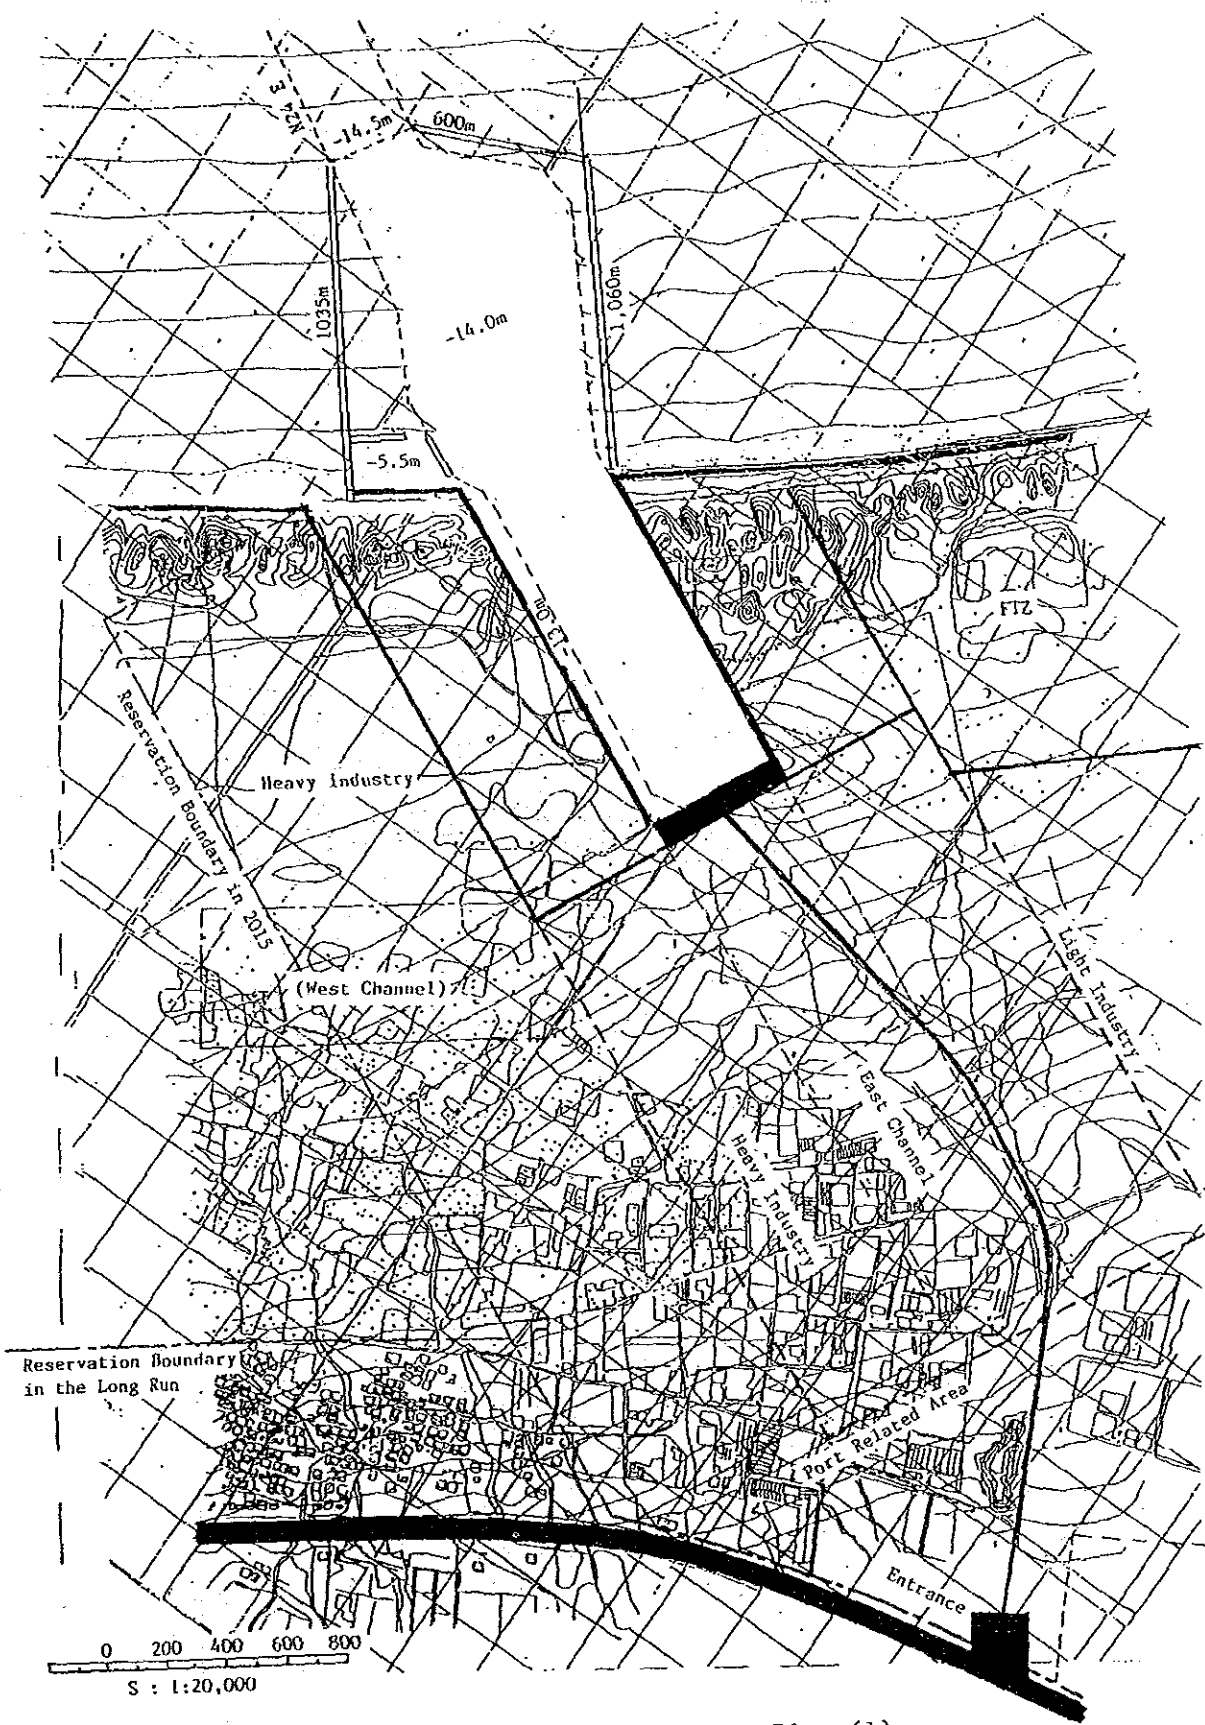 N24 E
-14.5m
600m
1035m
1,060m
-14.0m
-5.5m
-13.0m
FTZ
Reservation Boundary in 2015
Heavy industry
(West Channel)
Light Industry
East Channel
Heavy Industry
Reservation Boundary
in the Long Run
Port Related Area
Entrance
0 200 400 600 800
S : 1:20,000
(1)